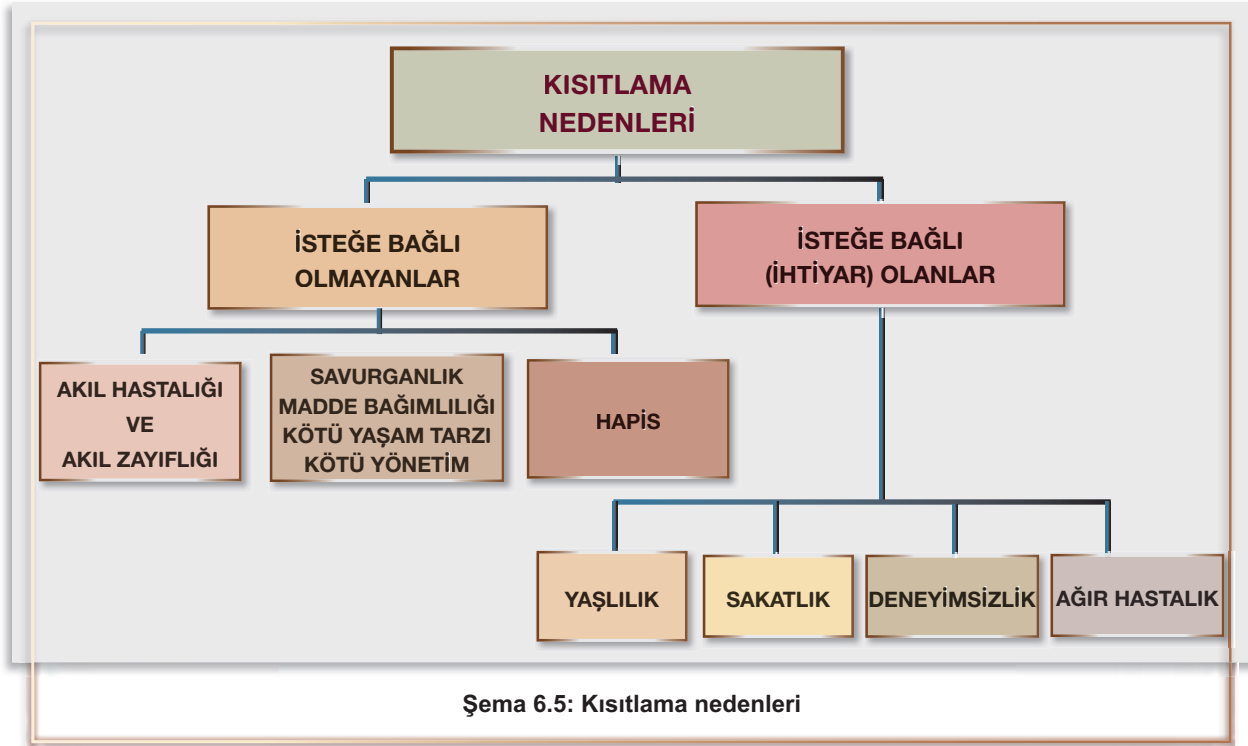 KISITLAMA
NEDENLERİ
İSTEĞE BAĞLI
OLMAYANLAR
İSTEĞE BAĞLI
(İHTİYAR) OLANLAR
AKIL HASTALIĞI
VE
AKIL ZAYIFLIĞI
SAVURGANLIK
MADDE BAĞIMLILIĞI
KÖTÜ YAŞAM TARZI
KÖTÜ YÖNETİM
HAPİS
YAŞLILIK
SAKATLIK
DENEYİMSİZLİK
AĞIR HASTALIK
Şema 6.5: Kısıtlama nedenleri